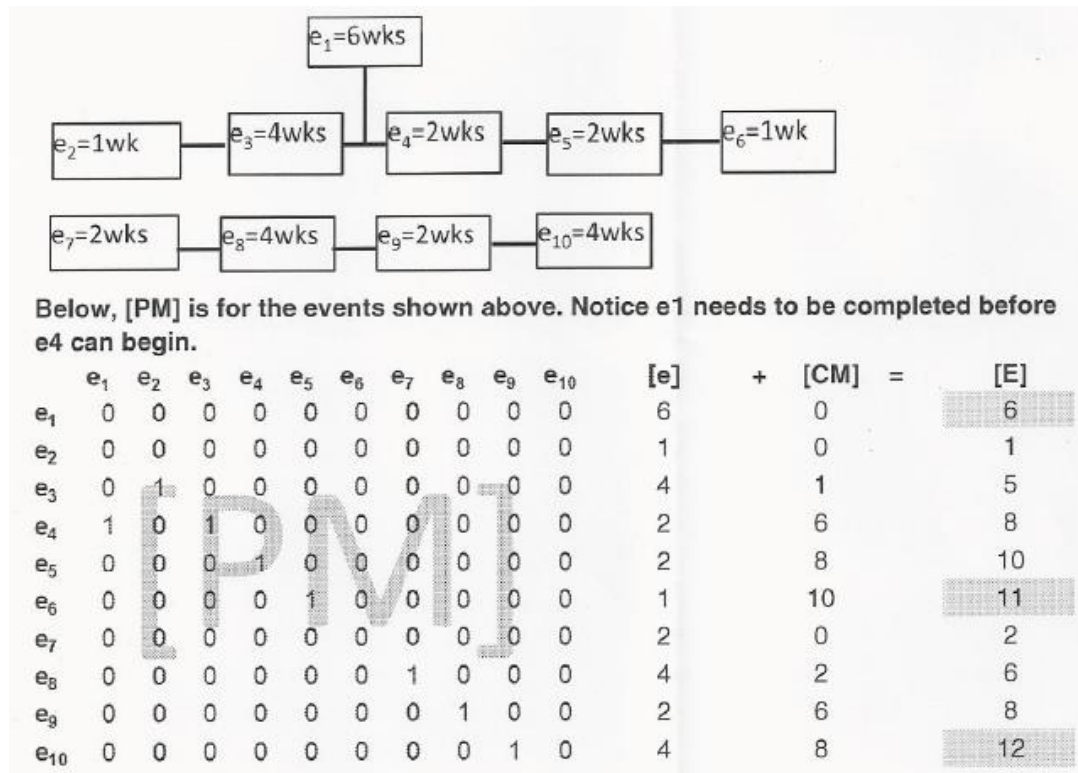 e₁=6wks
e₂=1wk e₃=4wks e₄=2wks e₅=2wks e₆=1wk
e₇=2wks e₈=4wks e₉=2wks e₁₀=4wks
Below, [PM] is for the events shown above. Notice e1 needs to be completed before
e4 can begin.
e₁ e₂ e₃ e₄ e₅ e₆ e₇ e₈ e₉ e₁₀ [e] + [CM] = [E]
e₁ 0 0 0 0 0 0 0 0 0 0 6 0 6
e₂ 0 0 0 0 0 0 0 0 0 0 1 0 1
e₃ 0 1 0 0 0 0 0 0 0 0 4 1 5
e₄ 1 0 1 0 0 0 0 0 0 0 2 6 8
e₅ 0 0 0 1 0 0 0 0 0 0 2 8 10
e₆ 0 0 0 0 1 0 0 0 0 0 1 10 11
e₇ 0 0 0 0 0 0 0 0 0 0 2 0 2
e₈ 0 0 0 0 0 0 1 0 0 0 4 2 6
e₉ 0 0 0 0 0 0 0 1 0 0 2 6 8
e₁₀ 0 0 0 0 0 0 0 0 1 0 4 8 12
[PM]